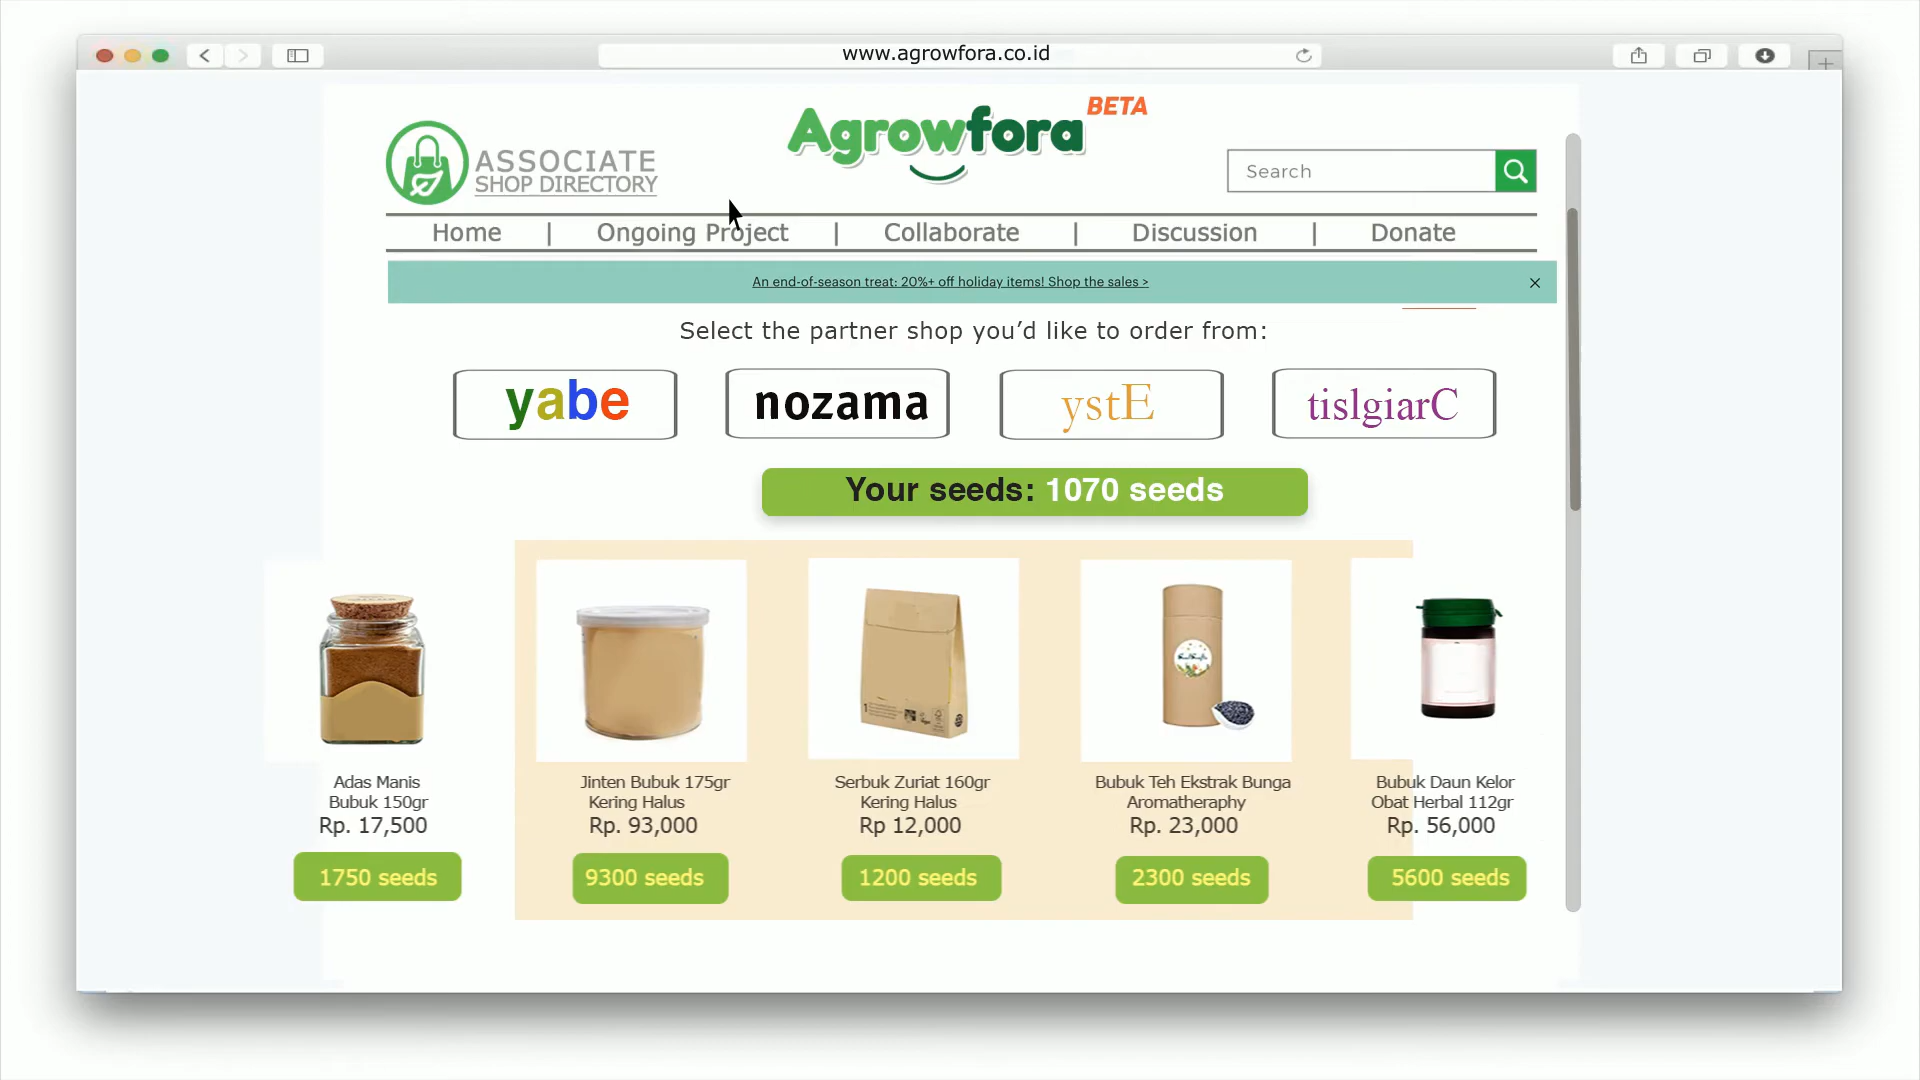 www.agrowfora.co.id
Agrowfora BETA
ASSOCIATE
SHOP DIRECTORY
Search
Home | Ongoing Project | Collaborate | Discussion | Donate
An end-of-season treat: 20%+ off holiday items! Shop the sales >
Select the partner shop you’d like to order from:
yabe
nozama
ystE
tislgiarC
Your seeds: 1070 seeds
Adas Manis
Bubuk 150gr
Rp. 17,500
1750 seeds
Jinten Bubuk 175gr
Kering Halus
Rp. 93,000
9300 seeds
Serbuk Zuriat 160gr
Kering Halus
Rp 12,000
1200 seeds
Bubuk Teh Ekstrak Bunga
Aromatheraphy
Rp. 23,000
2300 seeds
Bubuk Daun Kelor
Obat Herbal 112gr
Rp. 56,000
5600 seeds